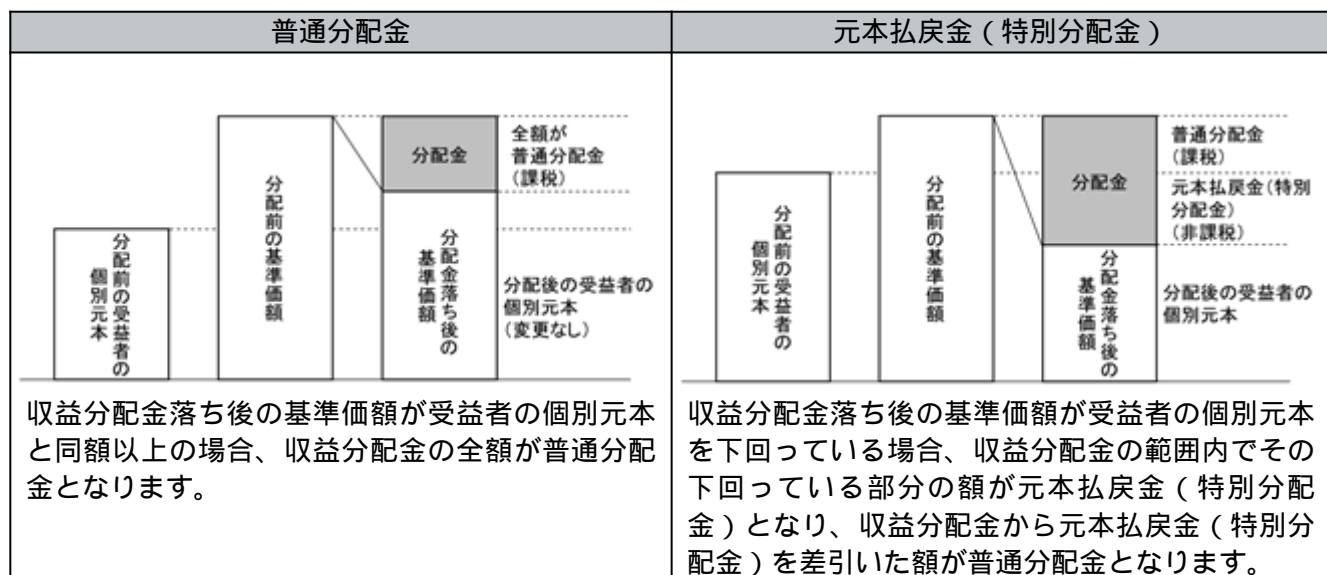 普通分配金
元本払戻金（特別分配金）
分配前の受益者の
個別元本
分配前の基準価額
分配金
分配金落ち後の
基準価額
全額が
普通分配金
(課税)
分配後の受益者の
個別元本
(変更なし)
収益分配金落ち後の基準価額が受益者の個別元本
と同額以上の場合、収益分配金の全額が普通分配
金となります。
分配前の受益者の
個別元本
分配前の基準価額
分配金
分配金落ち後の
基準価額
普通分配金
(課税)
元本払戻金(特別
分配金)
(非課税)
分配後の受益者の
個別元本
収益分配金落ち後の基準価額が受益者の個別元本
を下回っている場合、収益分配金の範囲内でその
下回っている部分の額が元本払戻金（特別分配
金）となり、収益分配金から元本払戻金（特別分
配金）を差引いた額が普通分配金となります。